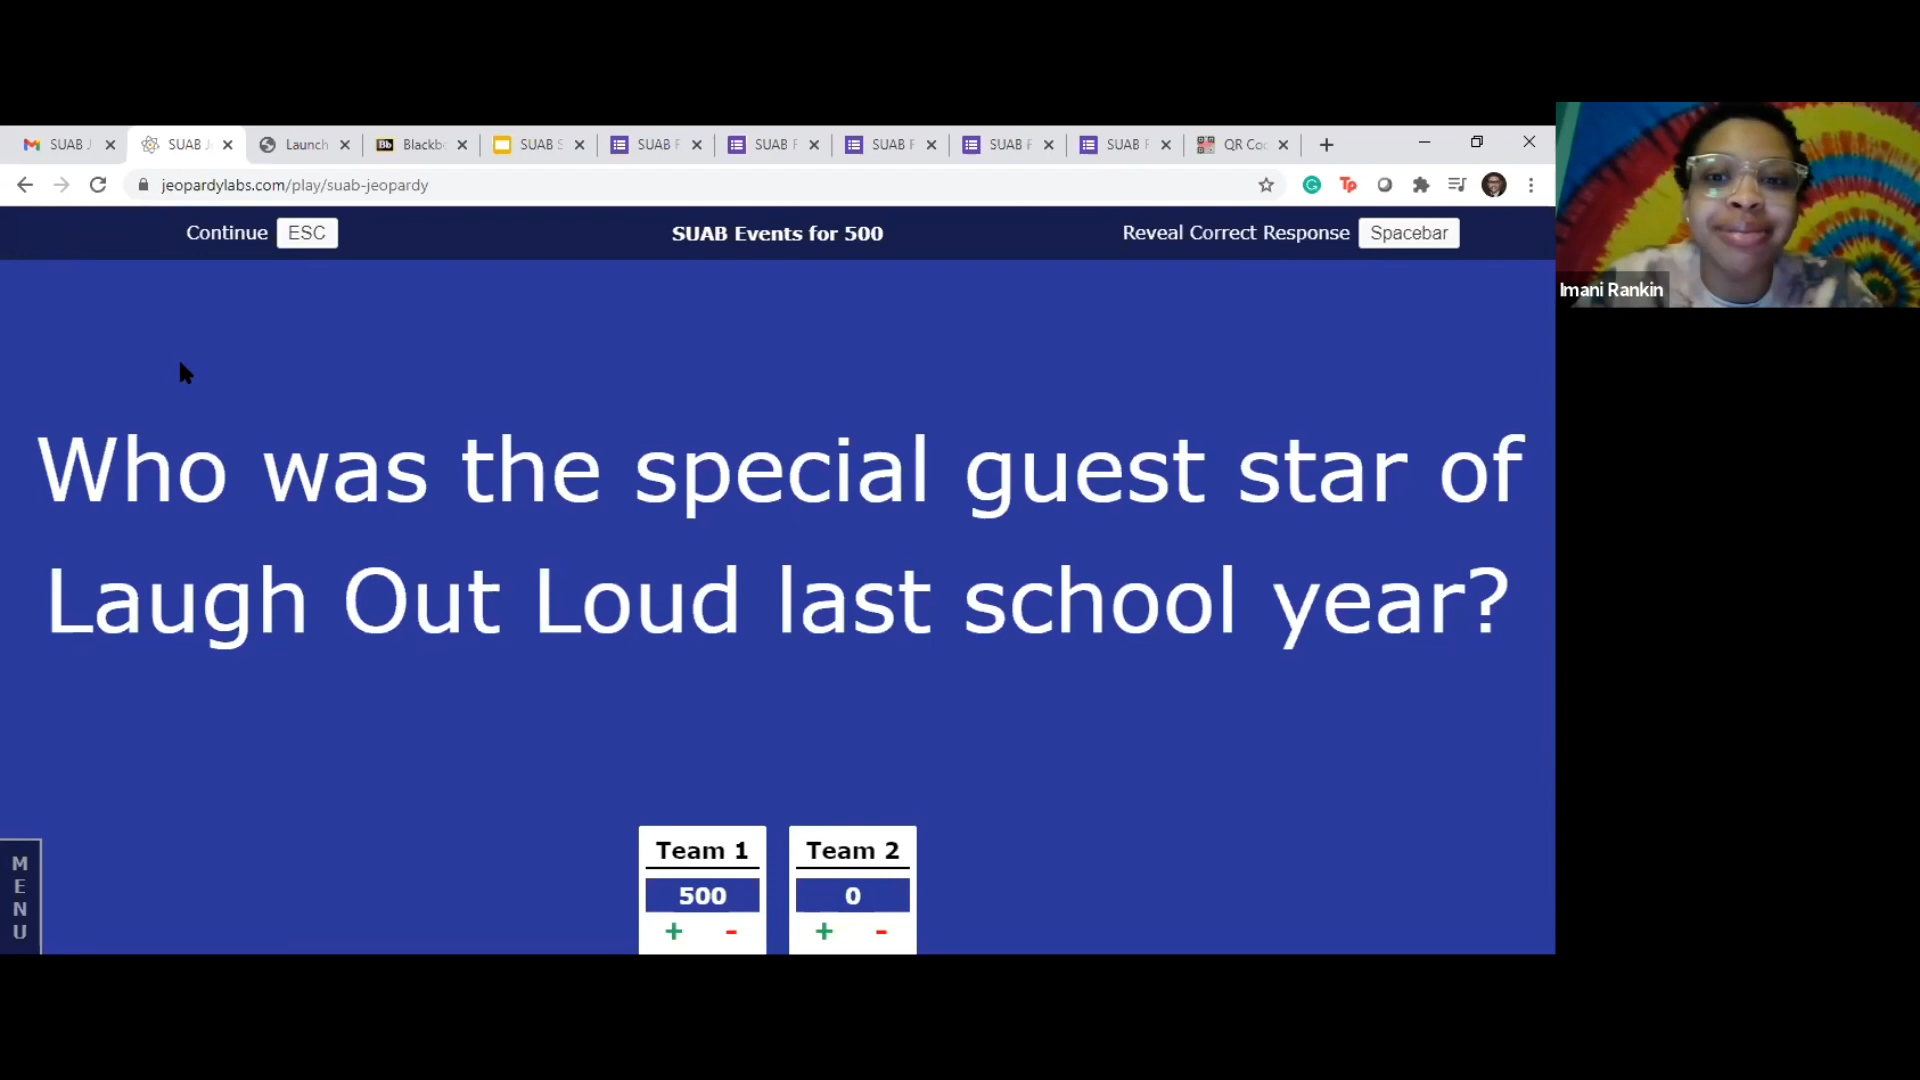 SUAB J
SUAB J
Launch
Bb Blackb
SUAB S
SUAB F
SUAB F
SUAB F
SUAB F
SUAB F
QR Co
jeopardylabs.com/play/suab-jeopardy
Tp
Continue ESC
SUAB Events for 500
Reveal Correct Response Spacebar
Imani Rankin
Who was the special guest star of
Laugh Out Loud last school year?
MENU
Team 1 Team 2
500 0
+ - + -